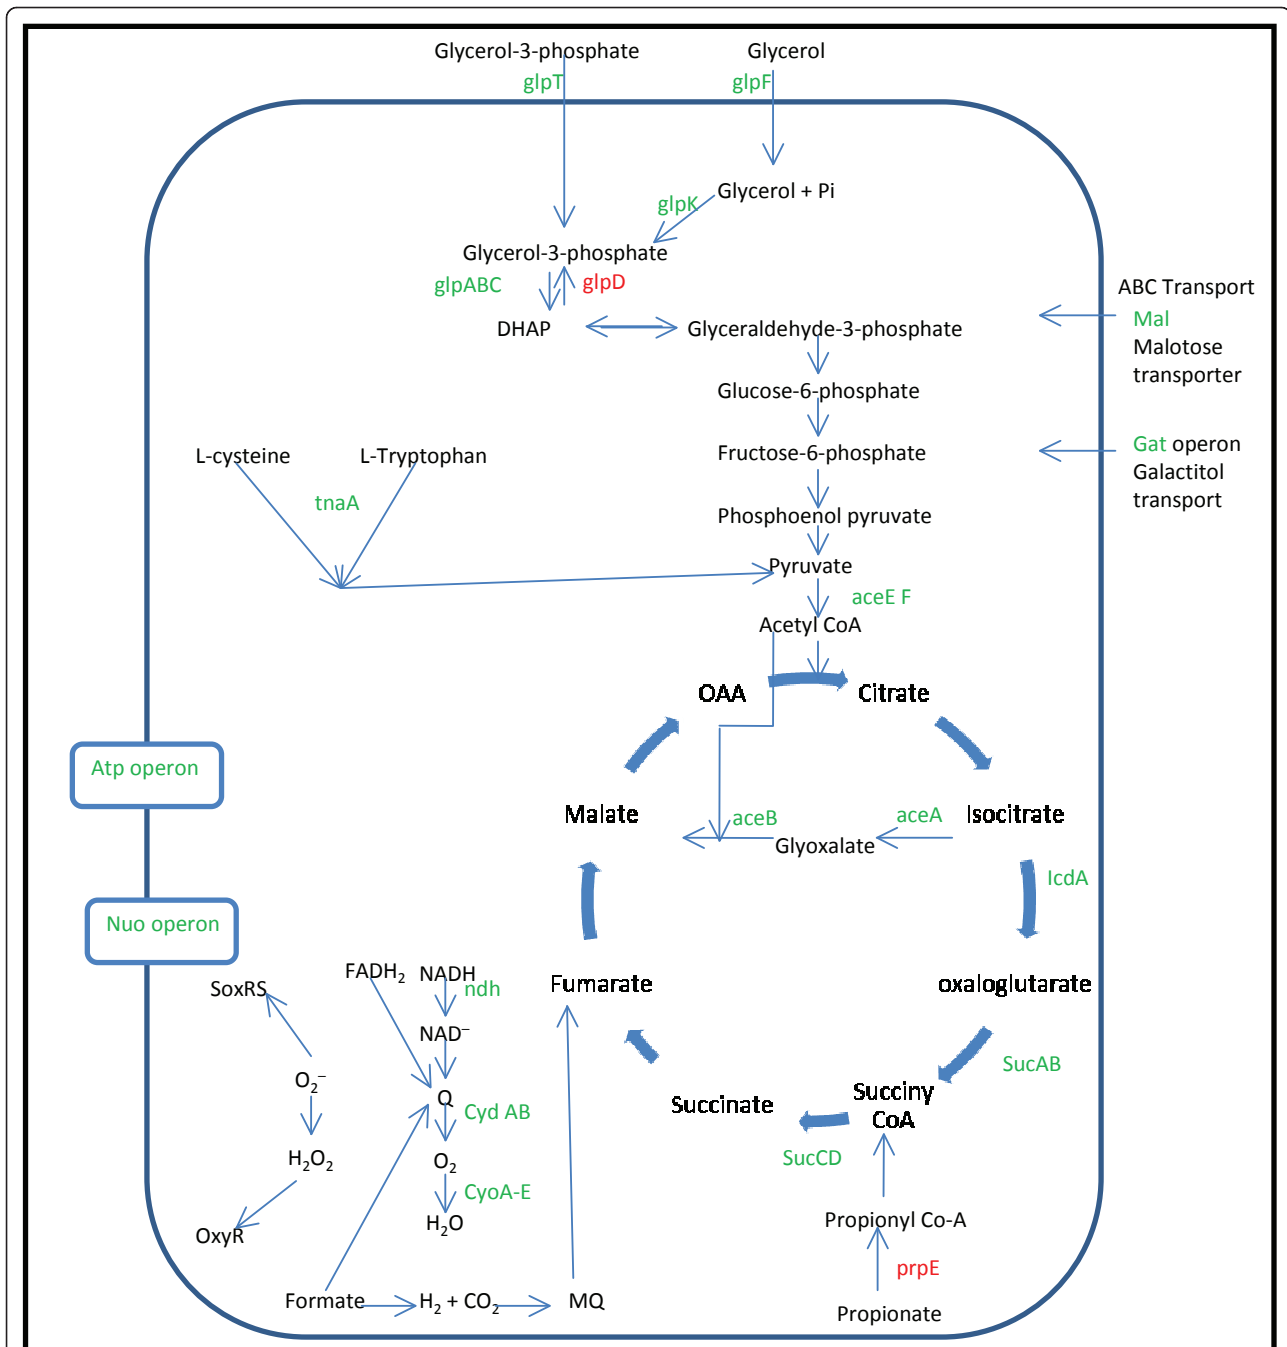 Glycerol-3-phosphate
Glycerol
glpT
glpF
Glycerol + Pi
glpK
Glycerol-3-phosphate
glpABC
glpD
ABC Transport
Mal
Malotose
transporter
DHAP
Glyceraldehyde-3-phosphate
Glucose-6-phosphate
L-cysteine
L-Tryptophan
Fructose-6-phosphate
Gat operon
Galactitol
transport
tnaA
Phosphoenol pyruvate
Pyruvate
aceE F
Acetyl CoA
OAA
Citrate
Atp operon
Malate
aceB
aceA
Isocitrate
Glyoxalate
IcdA
Nuo operon
FADH₂
NADH
SoxRS
ndh
Fumarate
oxaloglutarate
NAD⁻
O₂⁻
Q
Cyd AB
SucAB
Succinate
Succiny
CoA
H₂O₂
O₂
SucCD
CyoA-E
OxyR
H₂O
Propionyl Co-A
prpE
Formate
H₂ + CO₂
MQ
Propionate